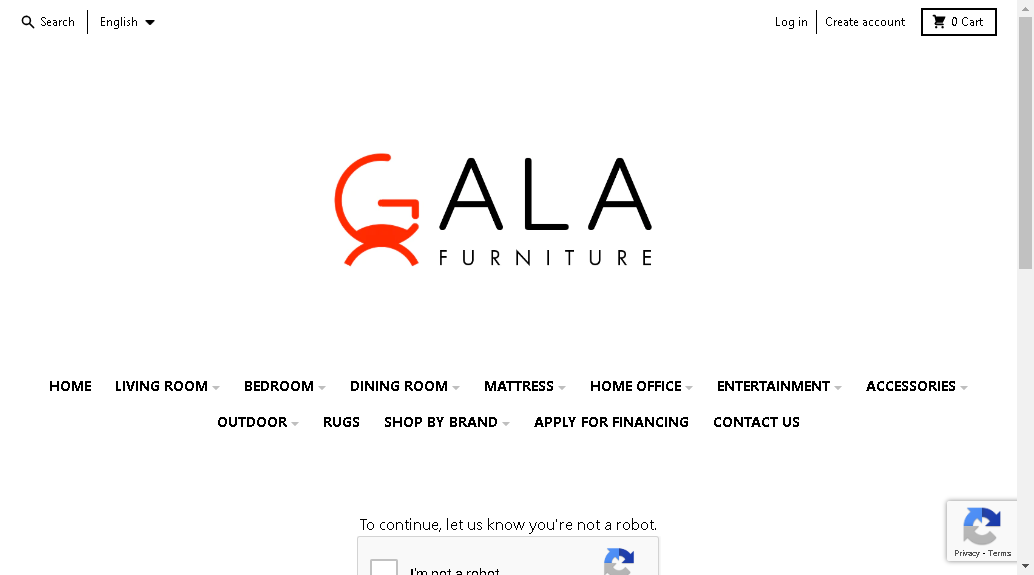 Search English Log in Create account 0 Cart
GALA
FURNITURE
HOME LIVING ROOM BEDROOM DINING ROOM MATTRESS HOME OFFICE ENTERTAINMENT ACCESSORIES
OUTDOOR RUGS SHOP BY BRAND APPLY FOR FINANCING CONTACT US
To continue, let us know you're not a robot.
Privacy - Terms
I'm not a robot